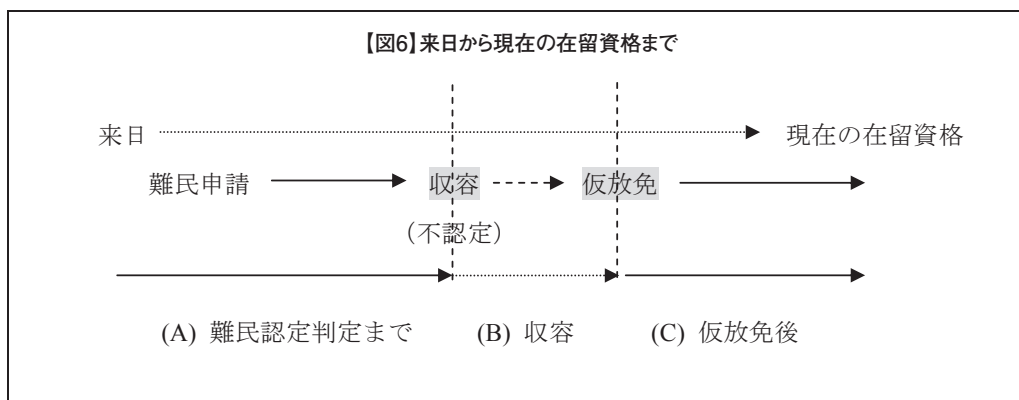 【図6】来日から現在の在留資格まで
来日 現在の在留資格
難民申請 収容 仮放免
（不認定）
(A) 難民認定判定まで (B) 収容 (C) 仮放免後